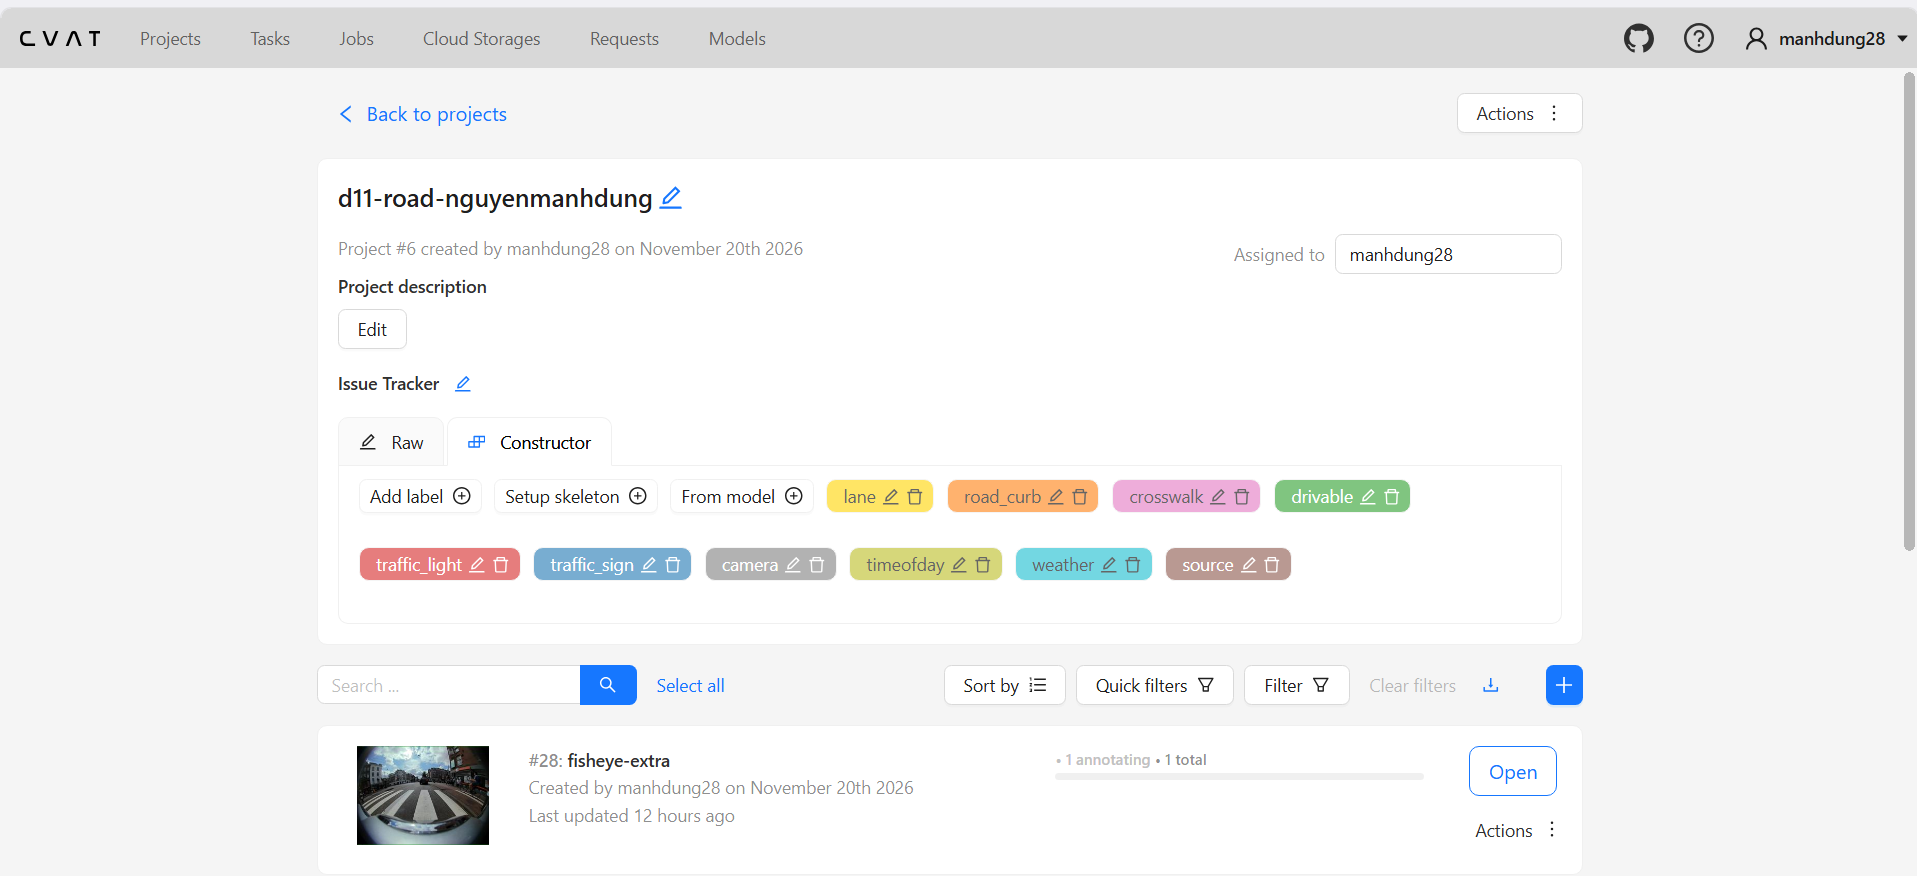 CVAT Projects Tasks Jobs Cloud Storages Requests Models manhdung28
Back to projects Actions
d11-road-nguyenmanhdung
Project #6 created by manhdung28 on November 20th 2026
Assigned to manhdung28
Project description
Edit
Issue Tracker
Raw Constructor
Add label Setup skeleton From model lane road_curb crosswalk drivable
traffic_light traffic_sign camera timeofday weather source
Search ... Select all Sort by Quick filters Filter Clear filters
#28: fisheye-extra • 1 annotating • 1 total
Open
Created by manhdung28 on November 20th 2026
Last updated 12 hours ago
Actions